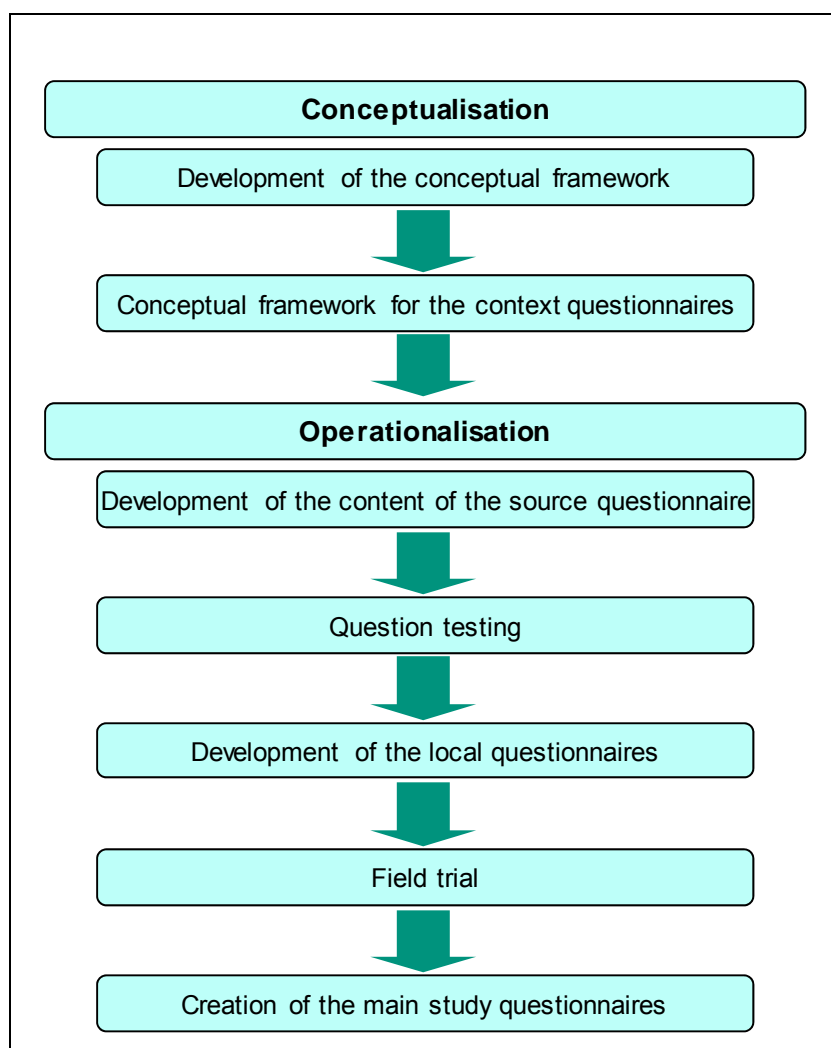 Conceptualisation
Development of the conceptual framework
Conceptual framework for the context questionnaires
Operationalisation
Development of the content of the source questionnaire
Question testing
Development of the local questionnaires
Field trial
Creation of the main study questionnaires